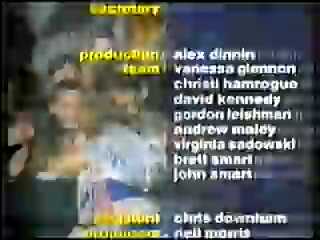 secretary
production alex dinnin
team vanessa glennon
christi hamrogue
david kennedy
gordon leishman
andrew maley
virginia sadowski
brett smart
john smart
chris downham
neil morris